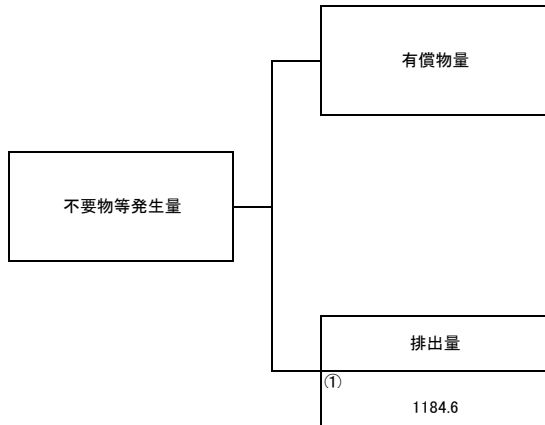 有償物量
不要物等発生量
排出量
①
1184.6